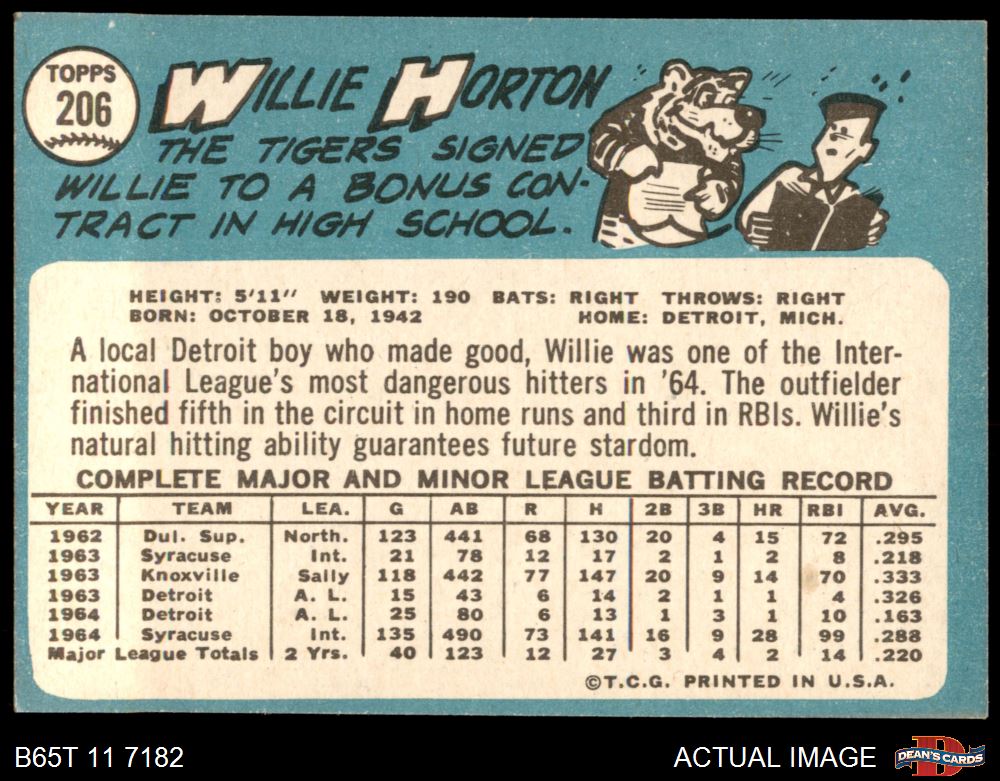 TOPPS
206
WILLIE HORTON
THE TIGERS SIGNED
WILLIE TO A BONUS CON-
TRACT IN HIGH SCHOOL.
HEIGHT: 5'11" WEIGHT: 190 BATS: RIGHT THROWS: RIGHT
BORN: OCTOBER 18, 1942 HOME: DETROIT, MICH.
A local Detroit boy who made good, Willie was one of the Inter-
national League's most dangerous hitters in '64. The outfielder
finished fifth in the circuit in home runs and third in RBIs. Willie's
natural hitting ability guarantees future stardom.
COMPLETE MAJOR AND MINOR LEAGUE BATTING RECORD
YEAR TEAM LEA. G AB R H 2B 3B HR RBI AVG.
1962 Dul. Sup. North. 123 441 68 130 20 4 15 72 .295
1963 Syracuse Int. 21 78 12 17 2 1 2 8 .218
1963 Knoxville Sally 118 442 77 147 20 9 14 70 .333
1963 Detroit A. L. 15 43 6 14 2 1 1 4 .326
1964 Detroit A. L. 25 80 6 13 1 3 1 10 .163
1964 Syracuse Int. 135 490 73 141 16 9 28 99 .288
Major League Totals 2 Yrs. 40 123 12 27 3 4 2 14 .220
©T.C.G. PRINTED IN U.S.A.
B65T 11 7182 ACTUAL IMAGE D DEAN'S CARDS